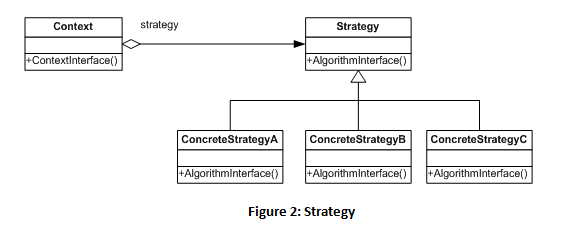 Context
strategy
Strategy
+ContextInterface()
+AlgorithmInterface()
ConcreteStrategyA
ConcreteStrategyB
ConcreteStrategyC
+AlgorithmInterface()
+AlgorithmInterface()
+AlgorithmInterface()
Figure 2: Strategy